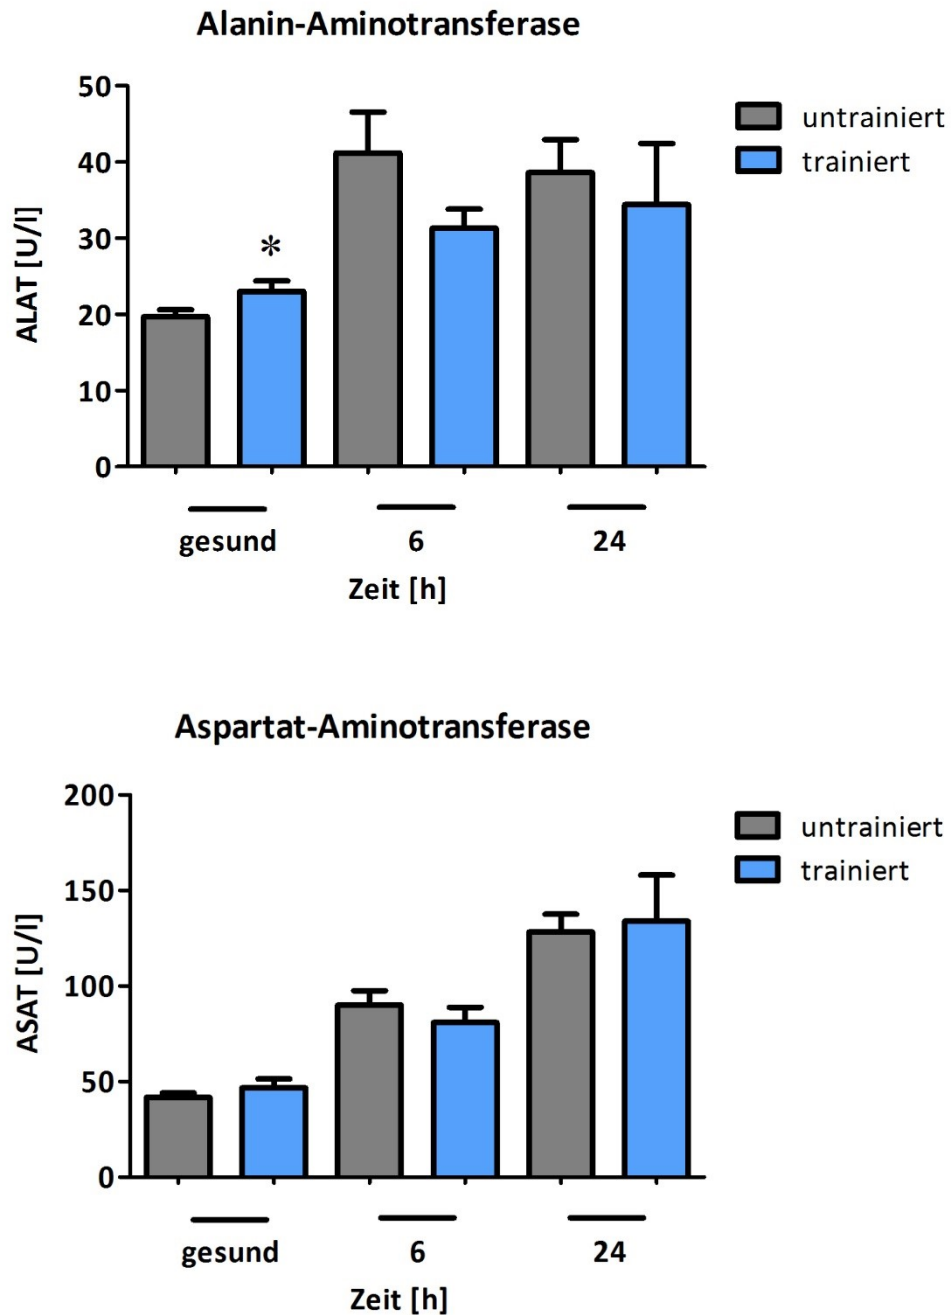 Alanin-Aminotransferase
untrainiert
trainiert
ALAT [U/l]
50
40
30
20
10
0
*
gesund 6 24
Zeit [h]
Aspartat-Aminotransferase
untrainiert
trainiert
ASAT [U/l]
200
150
100
50
0
gesund 6 24
Zeit [h]